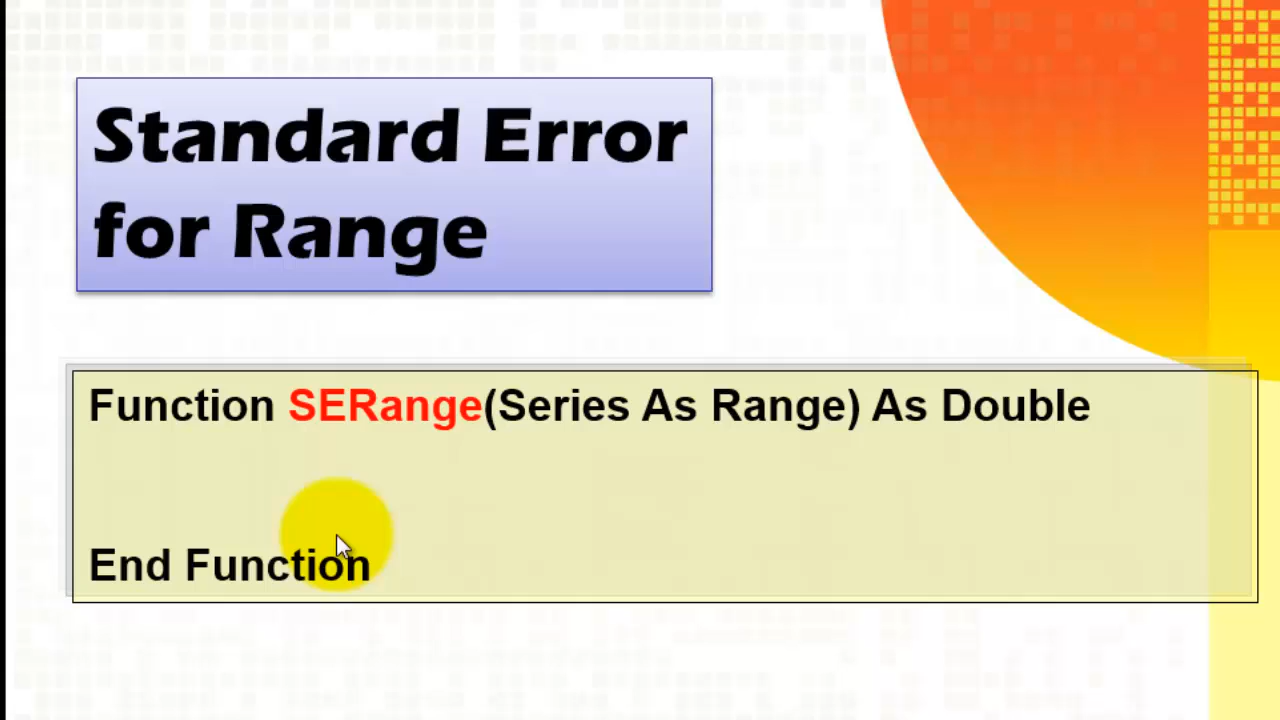 Standard Error
for Range
Function SERange(Series As Range) As Double
End Function